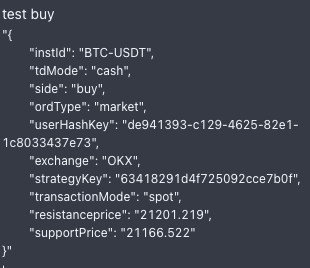 test buy
"{
"instId": "BTC-USDT",
"tdMode": "cash",
"side": "buy",
"ordType": "market",
"userHashKey": "de941393-c129-4625-82e1-
1c8033437e73",
"exchange": "OKX",
"strategyKey": "63418291d4f725092cce7b0f",
"transactionMode": "spot",
"resistanceprice": "21201.219",
"supportPrice": "21166.522"
}"